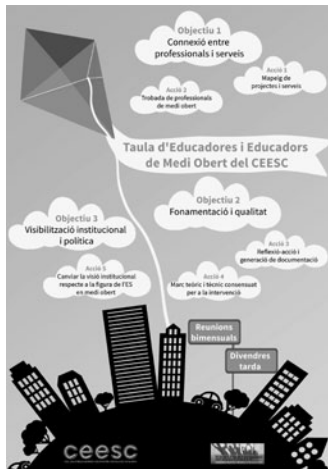 Objectiu 1
Connexió entre
professionals i serveis
Acció 1
Mapeig de
projectes i serveis
Acció 2
Trobada de professionals
de medi obert
Taula d'Educadores i Educadors
de Medi Obert del CEESC
Objectiu 2
Fonamentació i qualitat
Objectiu 3
Visibilització institucional
i política
Acció 3
Reflexió-acció i
generació de documentació
Acció 5
Canviar la visió institucional
respecte a la figura de l'ES
en medi obert
Acció 4
Marc teòric i tècnic consensuat
per a la intervenció
Reunions
bimensuals
Divendres
tarda
ceesc